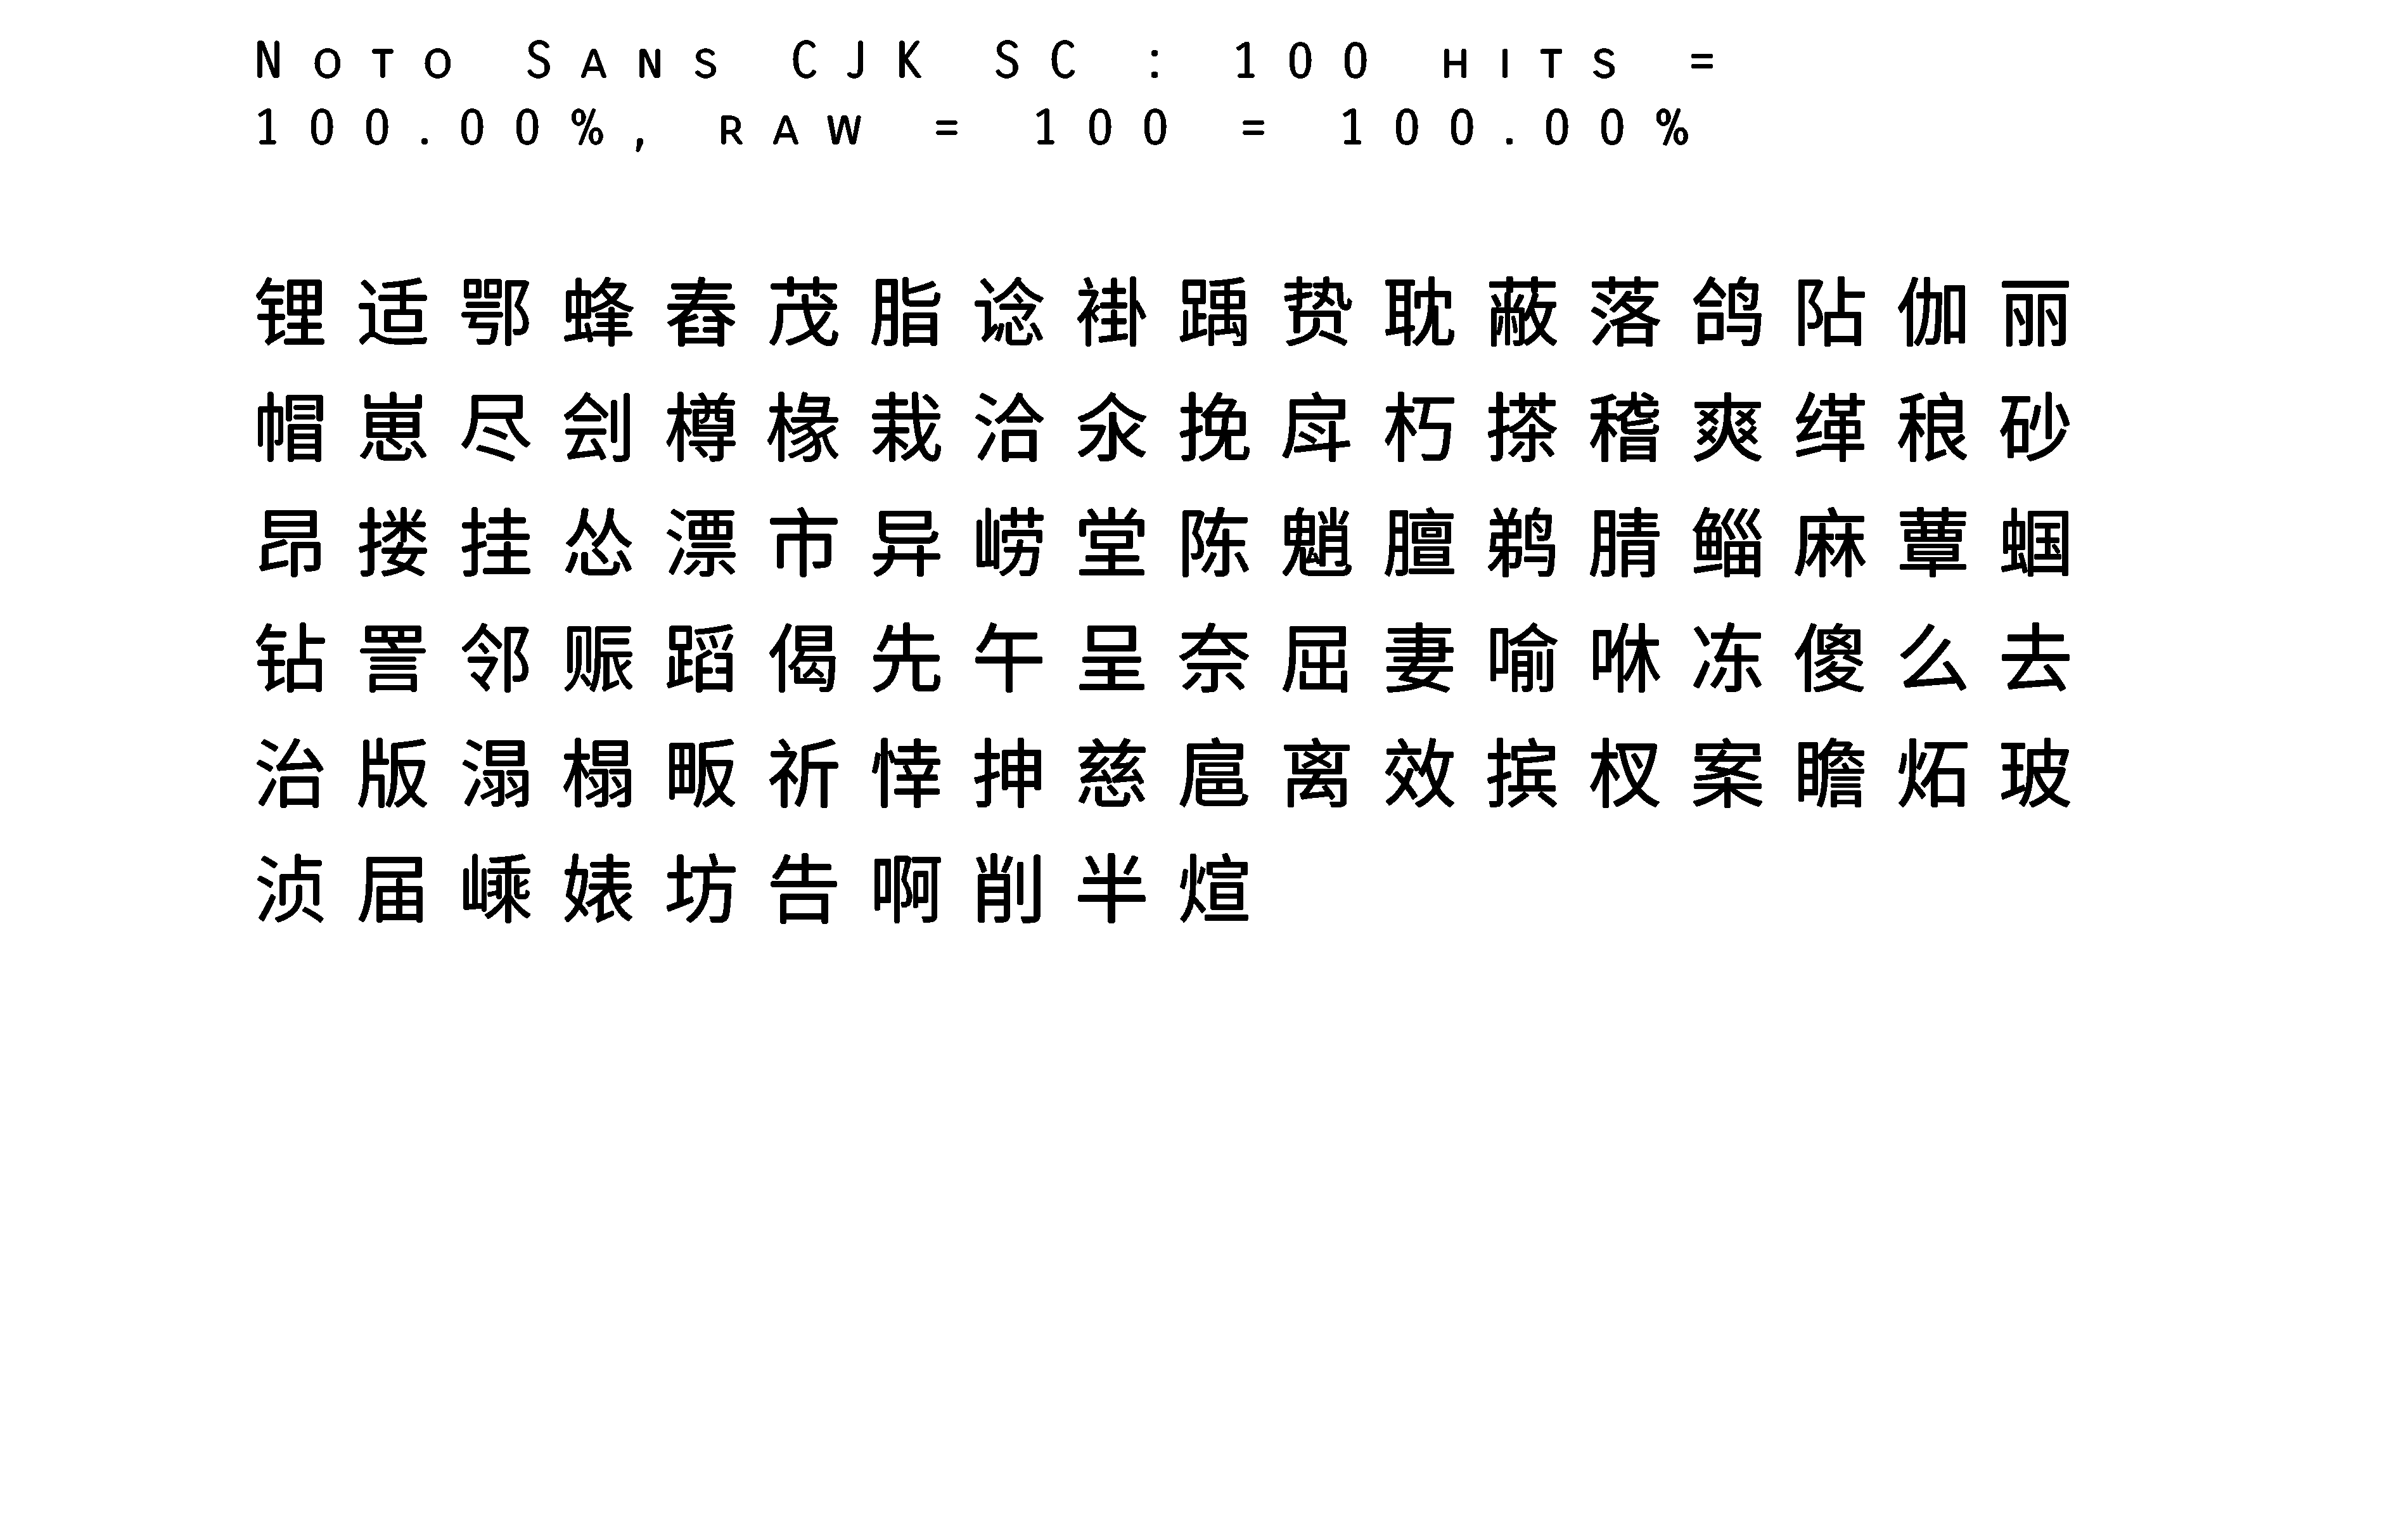 Noto Sans CJK SC : 100 hits =
100.00%, raw = 100 = 100.00%
锂适鄂蜂舂茂脂谂褂踽贽耽蔽落鸽阽伽丽
帽崽尽刽樽椽栽洽汆挽戽朽搽稽爽缂稂砂
昂搂挂怂漂市异崂堂陈魈膻鹈腈鲻麻蕈蝈
钻詈邻赈蹈偈先午呈奈屈妻喻咻冻傻么去
治版溻榻畈祈悻抻慈扈离效摈杈案瞻炻玻
浈届嵊婊坊告啊削半煊